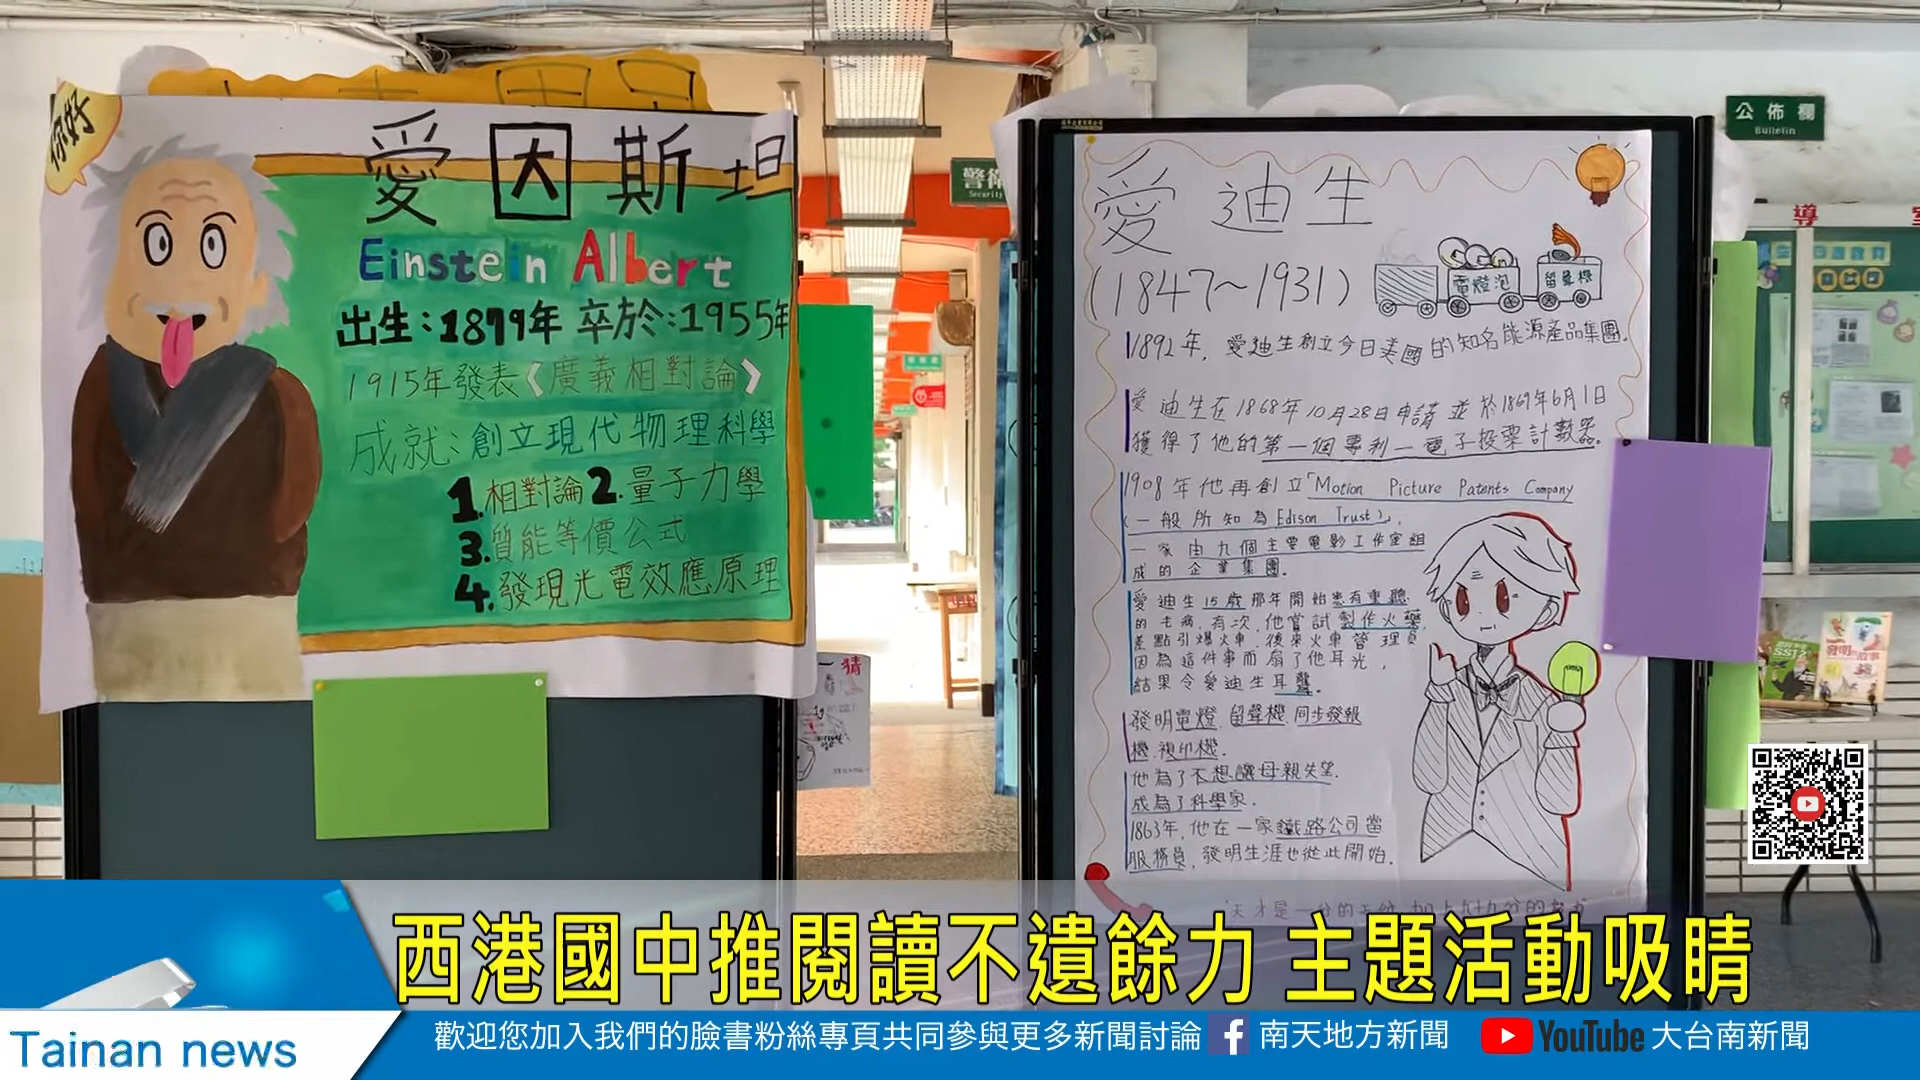 你好
愛因斯坦
Einstein Albert
出生:1879年 卒於:1955年
1915年發表《廣義相對論》
成就:創立現代物理科學
1.相對論2.量子力學
3.質能等價公式
4.發現光電效應原理
警衛
Security
猜
愛迪生
(1847~1931)
電燈泡
留聲機
1892年,愛迪生創立今日美國的知名能源產品集團。
愛迪生在1868年10月28日申請並於1869年6月1日
獲得了他的第一個專利一電子投票計數器。
1908年他再創立「Motion Picture Patents Company
(一般所知為Edison Trust)」,
一家由九個主要電影工作室組
成的企業集團。
愛迪生15歲那年開始患有重聽
的毛病,有次,他嘗試製作火藥,
差點引爆火車,後來火車管理員
因為這件事而扇了他耳光,
結果令愛迪生耳聾。
發明電燈.留聲機.同步發報
機.複印機.
他為了不想讓母親失望.
成為了科學家.
1863年,他在一家鐵路公司當
服務員,發明生涯也從此開始.
天才是一分的天
公佈欄
Bulletin
導
西港國中推閱讀不遺餘力 主題活動吸睛
Tainan news
歡迎您加入我們的臉書粉絲專頁共同參與更多新聞討論 南天地方新聞 YouTube 大台南新聞